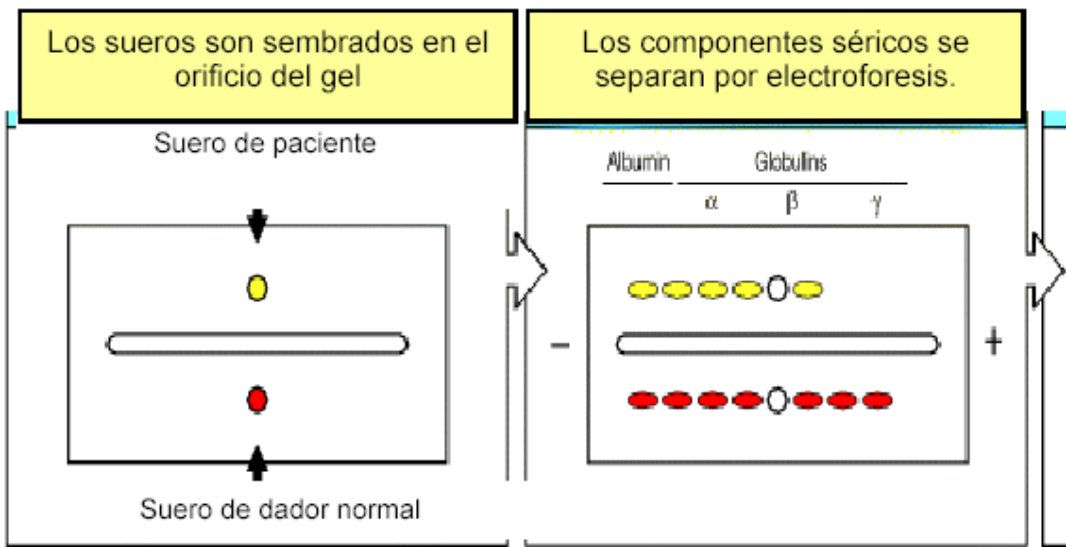 Los sueros son sembrados en el
orificio del gel
Los componentes séricos se
separan por electroforesis.
Suero de paciente
Suero de dador normal
Albumin Globulins
α β γ
- +